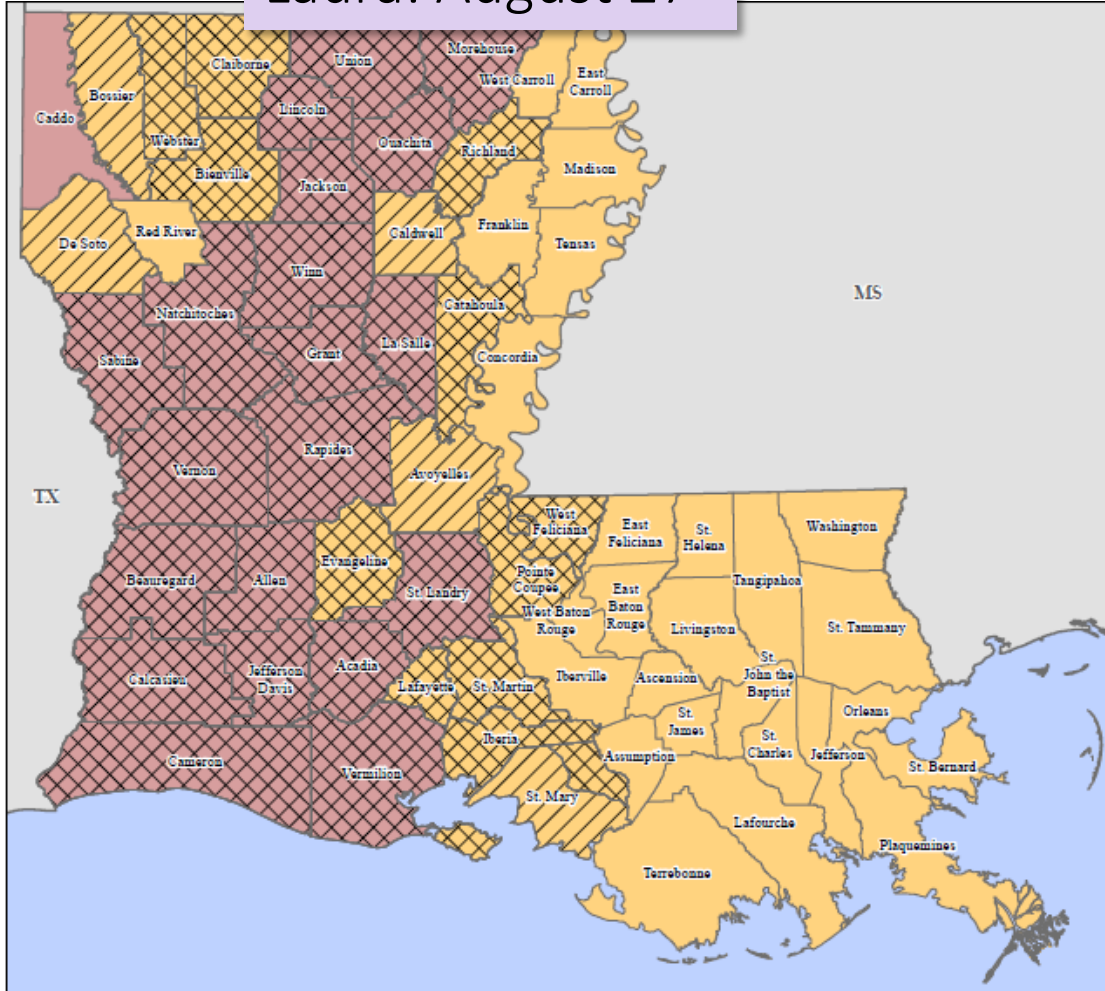 Laura: August 27
Claiborne
Union
Morehouse
West Carroll
East
Carroll
Bossier
Caddo
Lincoln
Webster
Ouachita
Richland
Madison
Bienville
Jackson
Franklin
Red River
Caldwell
De Soto
Tensas
Winn
MS
Natchitoches
Catahoula
Sabine
Grant
La Salle
Concordia
Rapides
Vernon
Avoyelles
TX
West
Feliciana
East
Feliciana
St.
Helena
Washington
Evangeline
Beauregard
Allen
Pointe
Coupee
Tangipahoa
St. Landry
East
Baton
Rouge
West Baton
Rouge
Livingston
St. Tammany
Acadia
Jefferson
Davis
Calcasieu
Lafayette
St. Martin
Iberville
Ascension
St.
John the
Baptist
Orleans
St.
James
Iberia
St.
Charles
Jefferson
Assumption
Cameron
Vermilion
St. Bernard
St. Mary
Lafourche
Plaquemines
Terrebonne